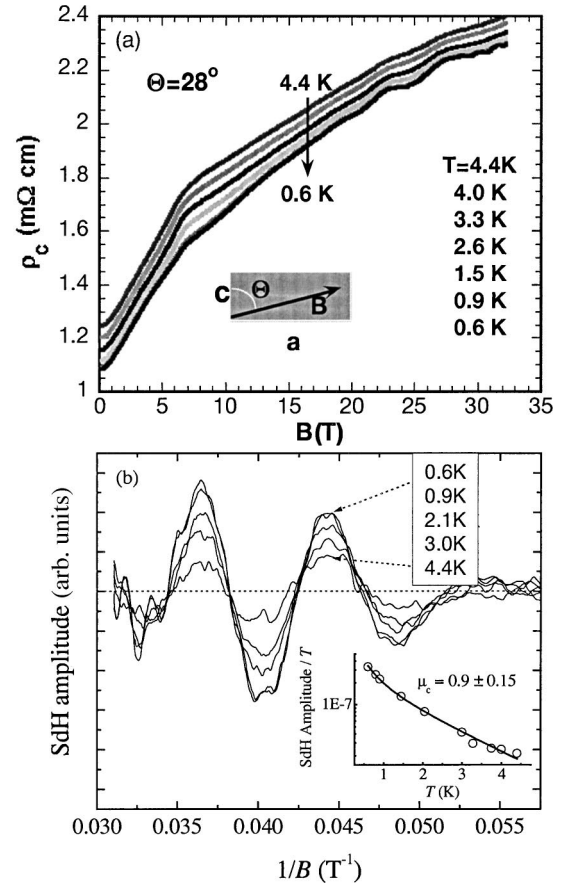 (a)
2.4
2.2
2
1.8
1.6
1.4
1.2
1
ρc (mΩ cm)
Θ=28°
4.4 K
0.6 K
T=4.4K
4.0 K
3.3 K
2.6 K
1.5 K
0.9 K
0.6 K
C Θ B
a
0 5 10 15 20 25 30 35
B(T)
(b)
SdH amplitude (arb. units)
0.6K
0.9K
2.1K
3.0K
4.4K
SdH Amplitude / T
1E-7
μc = 0.9 ± 0.15
1 2 3 4
T (K)
0.030 0.035 0.040 0.045 0.050 0.055
1/B (T⁻¹)